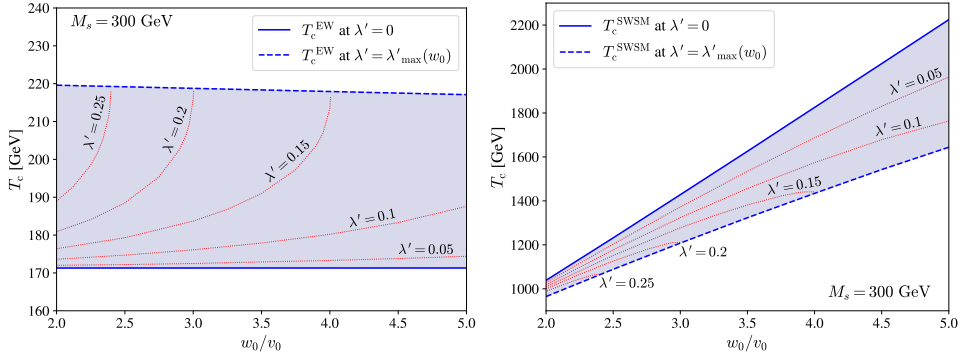 M_s = 300 GeV
T_c^EW at λ′ = 0
T_c^EW at λ′ = λ′_max(w_0)
240
230
220
210
200
190
180
170
160
T_c [GeV]
λ′ = 0.25
λ′ = 0.2
λ′ = 0.15
λ′ = 0.1
λ′ = 0.05
2.0 2.5 3.0 3.5 4.0 4.5 5.0
w_0/v_0
T_c^SWSM at λ′ = 0
T_c^SWSM at λ′ = λ′_max(w_0)
2200
2000
1800
1600
1400
1200
1000
T_c [GeV]
λ′ = 0.05
λ′ = 0.1
λ′ = 0.15
λ′ = 0.2
λ′ = 0.25
M_s = 300 GeV
2.0 2.5 3.0 3.5 4.0 4.5 5.0
w_0/v_0